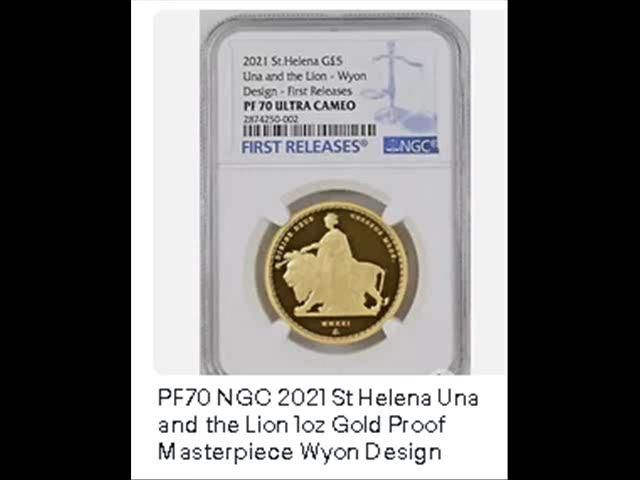 2021 St.Helena G£5
Una and the Lion - Wyon
Design - First Releases
PF 70 ULTRA CAMEO
2874250-002
FIRST RELEASES®
NGC®
MMXXI
PF70 NGC 2021 St Helena Una
and the Lion 1oz Gold Proof
Masterpiece Wyon Design